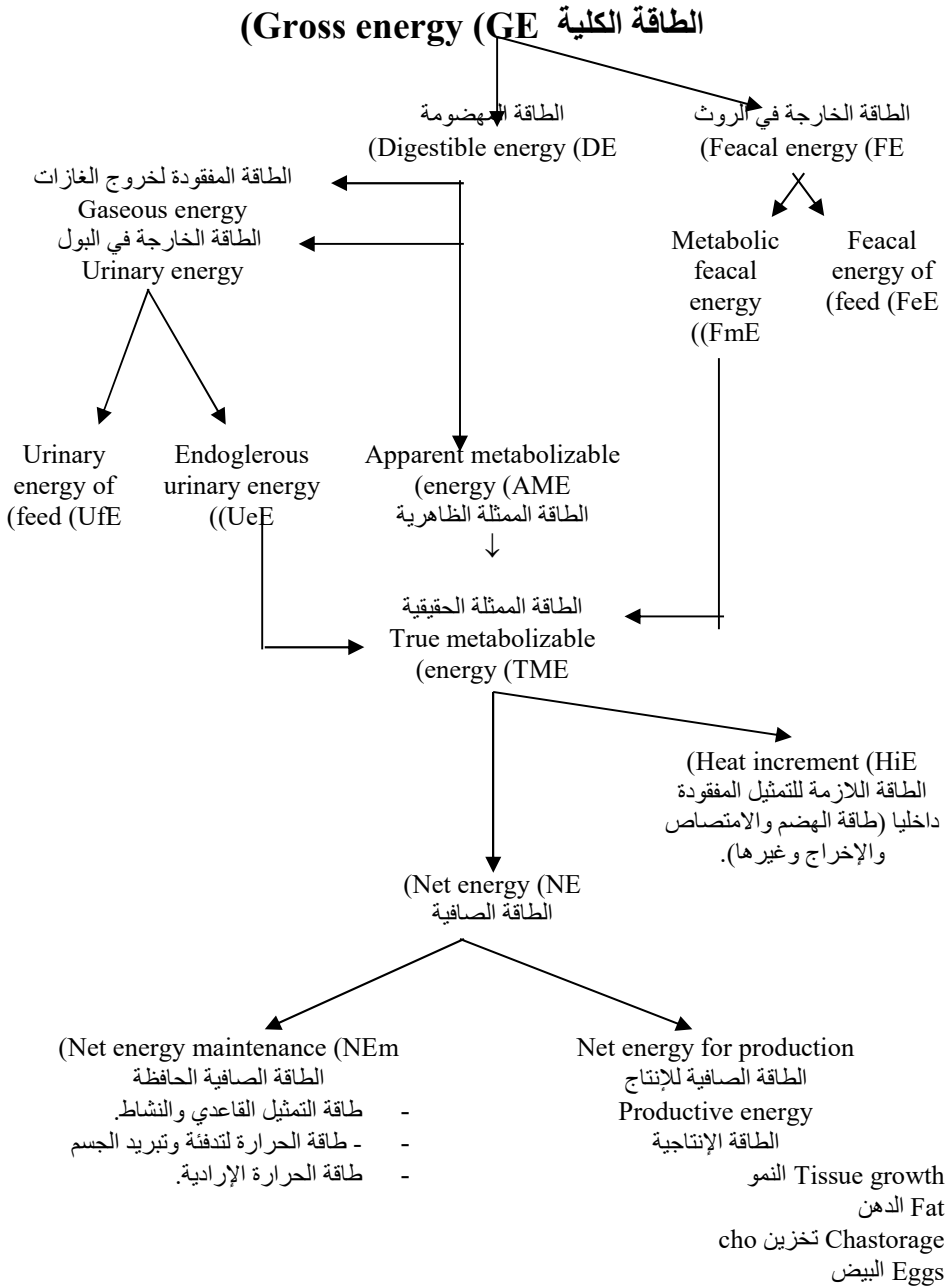 الطاقة الكلية Gross energy (GE)
الطاقة المهضومة
Digestible energy (DE)
الطاقة الخارجة في الروث
Feacal energy (FE)
الطاقة المفقودة لخروج الغازات
Gaseous energy
الطاقة الخارجة في البول
Urinary energy
Metabolic
feacal
energy
(FmE)
Feacal
energy of
feed (FeE)
Urinary
energy of
feed (UfE)
Endoglerous
urinary energy
(UeE)
Apparent metabolizable
energy (AME)
الطاقة الممثلة الظاهرية
↓
الطاقة الممثلة الحقيقية
True metabolizable
energy (TME)
Heat increment (HiE)
الطاقة اللازمة للتمثيل المفقودة
داخليا (طاقة الهضم والامتصاص
والإخراج وغيرها).
Net energy (NE)
الطاقة الصافية
Net energy maintenance (NEm)
الطاقة الصافية الحافظة
- طاقة التمثيل القاعدي والنشاط.
- - طاقة الحرارة لتدفئة وتبريد الجسم
- طاقة الحرارة الإرادية.
Net energy for production
الطاقة الصافية للإنتاج
Productive energy
الطاقة الإنتاجية
Tissue growth النمو
Fat الدهن
Chastorage تخزين cho
Eggs البيض